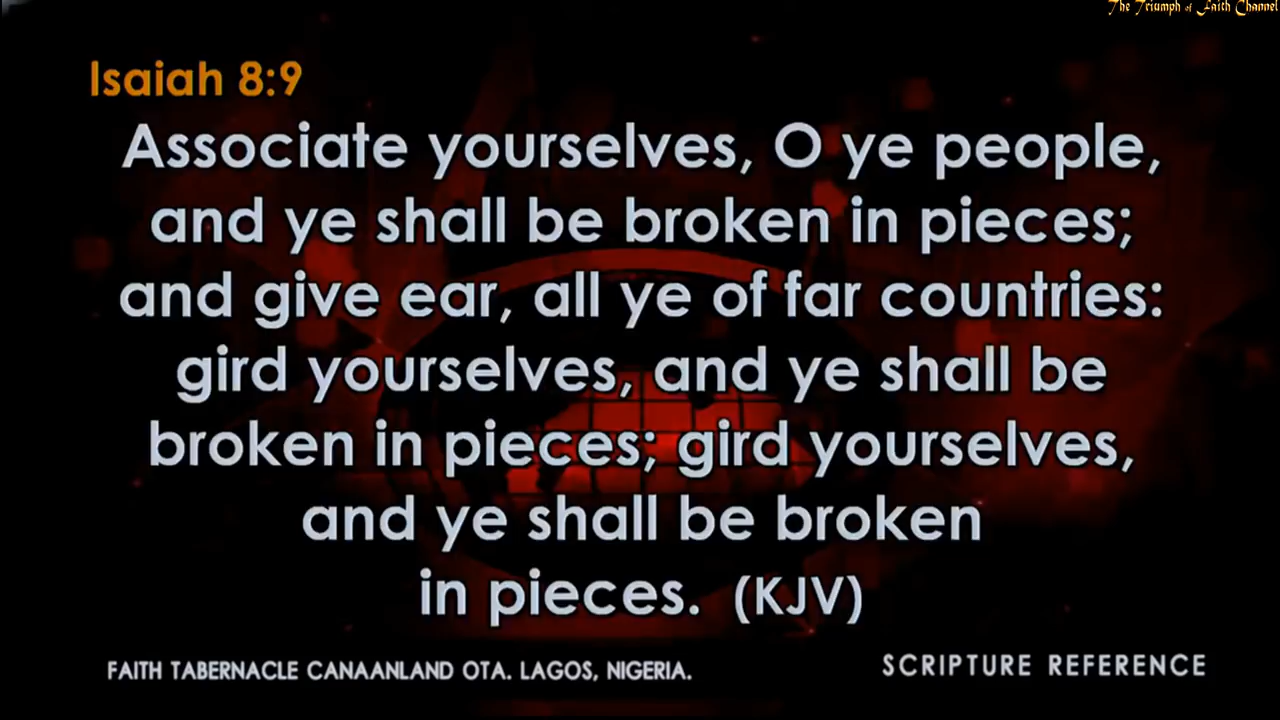 The Triumph of Faith Channel
Isaiah 8:9
Associate yourselves, O ye people,
and ye shall be broken in pieces;
and give ear, all ye of far countries:
gird yourselves, and ye shall be
broken in pieces; gird yourselves,
and ye shall be broken
in pieces. (KJV)
FAITH TABERNACLE CANAANLAND OTA. LAGOS, NIGERIA.
SCRIPTURE REFERENCE